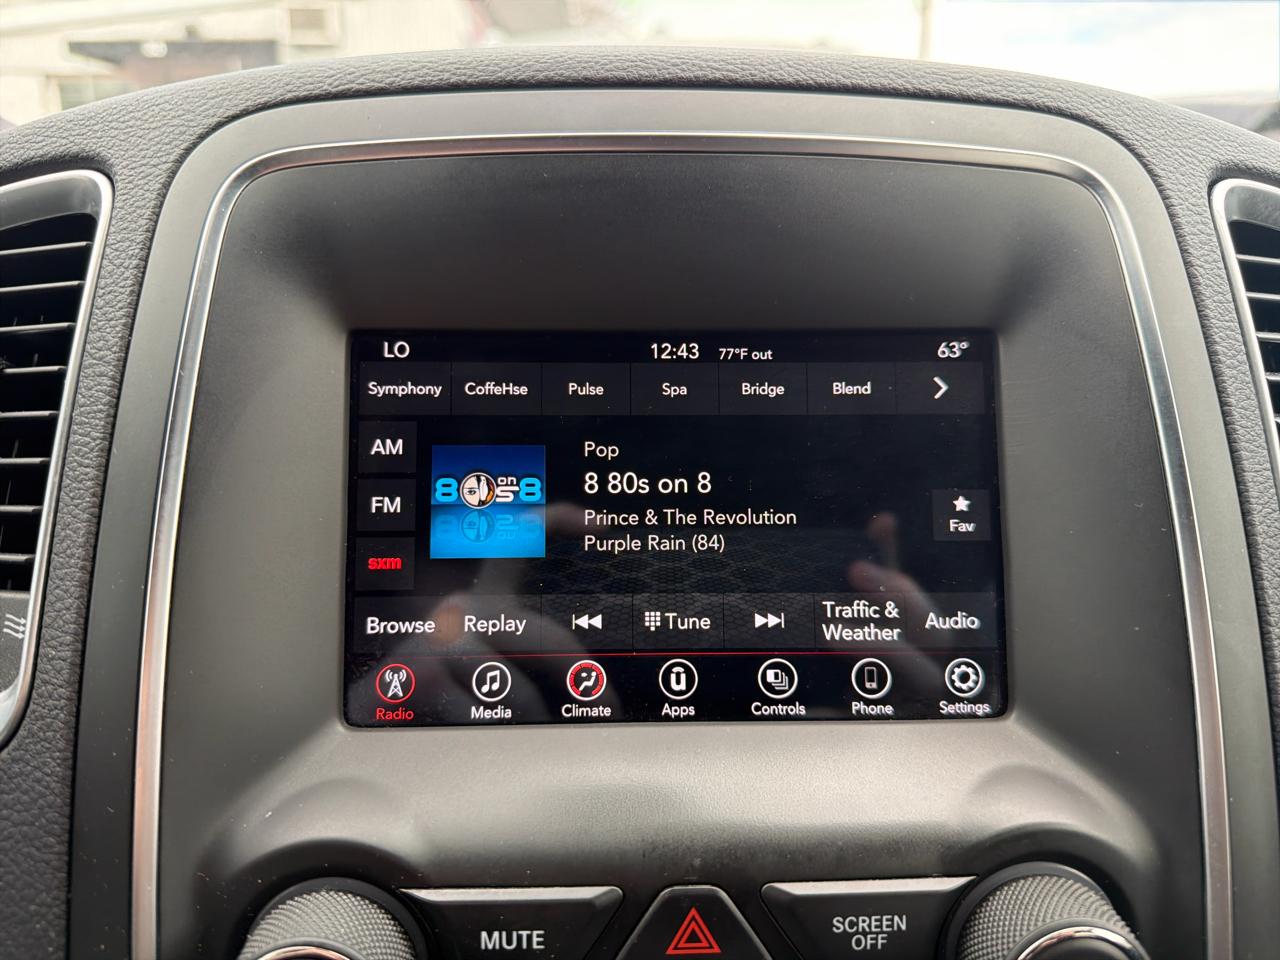 LO 12:43 77°F out 63°
Symphony CoffeHse Pulse Spa Bridge Blend
AM
FM
sxm
80s on 8
Pop
8 80s on 8
Prince & The Revolution
Purple Rain (84)
Fav
Browse Replay Tune Traffic & Weather Audio
Radio Media Climate Apps Controls Phone Settings
MUTE
SCREEN
OFF